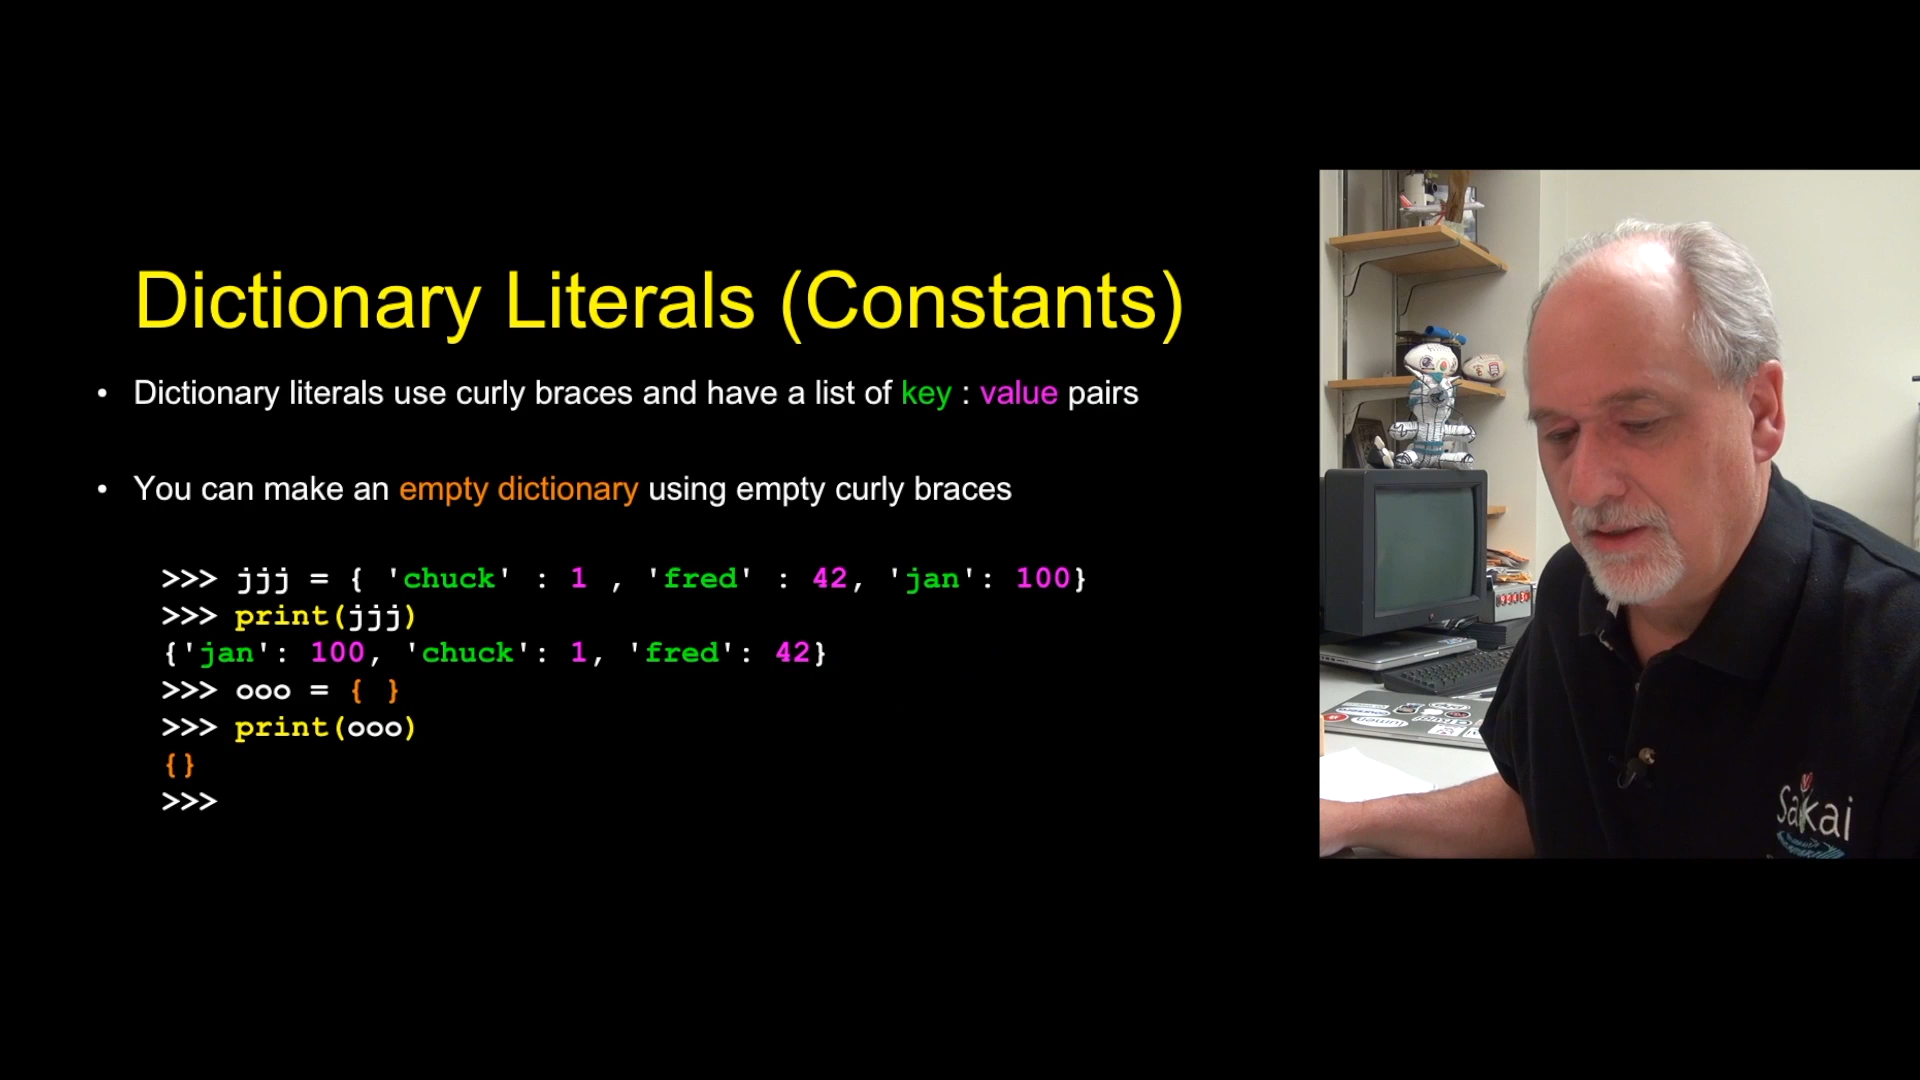 Dictionary Literals (Constants)
• Dictionary literals use curly braces and have a list of key : value pairs
• You can make an empty dictionary using empty curly braces
>>> jjj = { 'chuck' : 1 , 'fred' : 42, 'jan': 100}
>>> print(jjj)
{'jan': 100, 'chuck': 1, 'fred': 42}
>>> ooo = { }
>>> print(ooo)
{}
>>>
Sakai